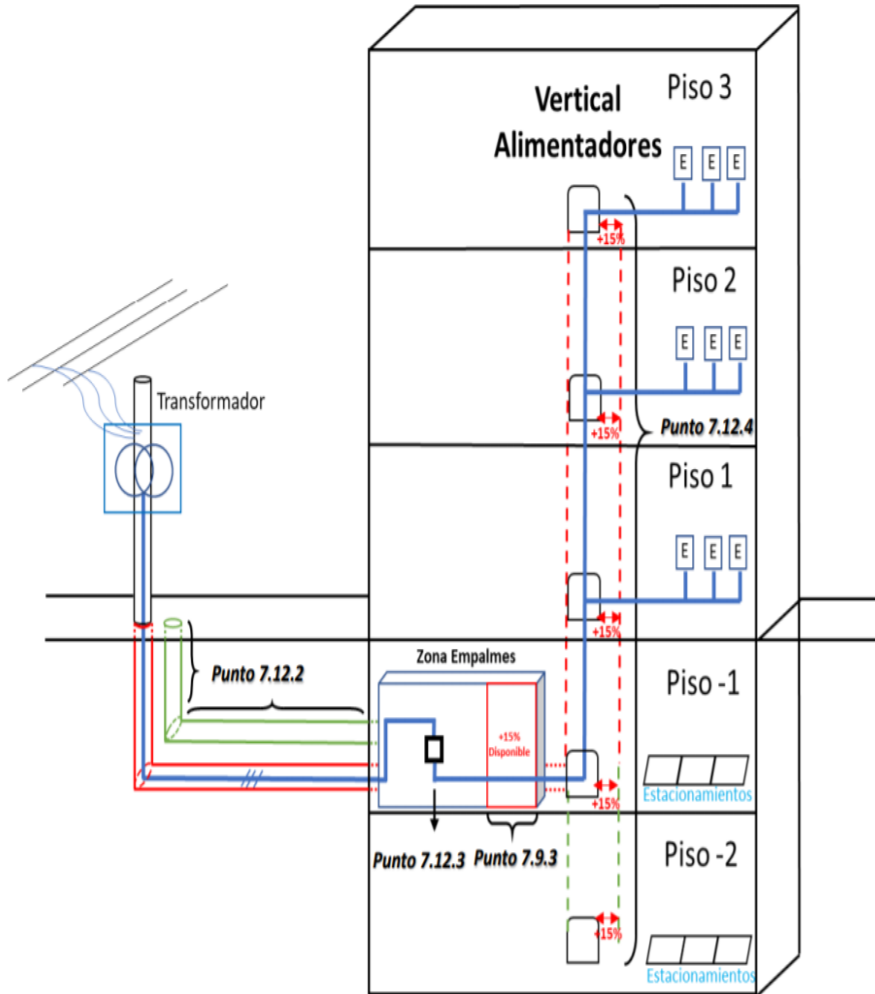 Piso 3
Vertical
Alimentadores
E E E
+15%
Piso 2
Transformador
E E E
+15%
Punto 7.12.4
Piso 1
E E E
+15%
Zona Empalmes
Punto 7.12.2
Piso -1
+15%
Disponible
+15%
Estacionamientos
Punto 7.12.3
Punto 7.9.3
Piso -2
+15%
Estacionamientos